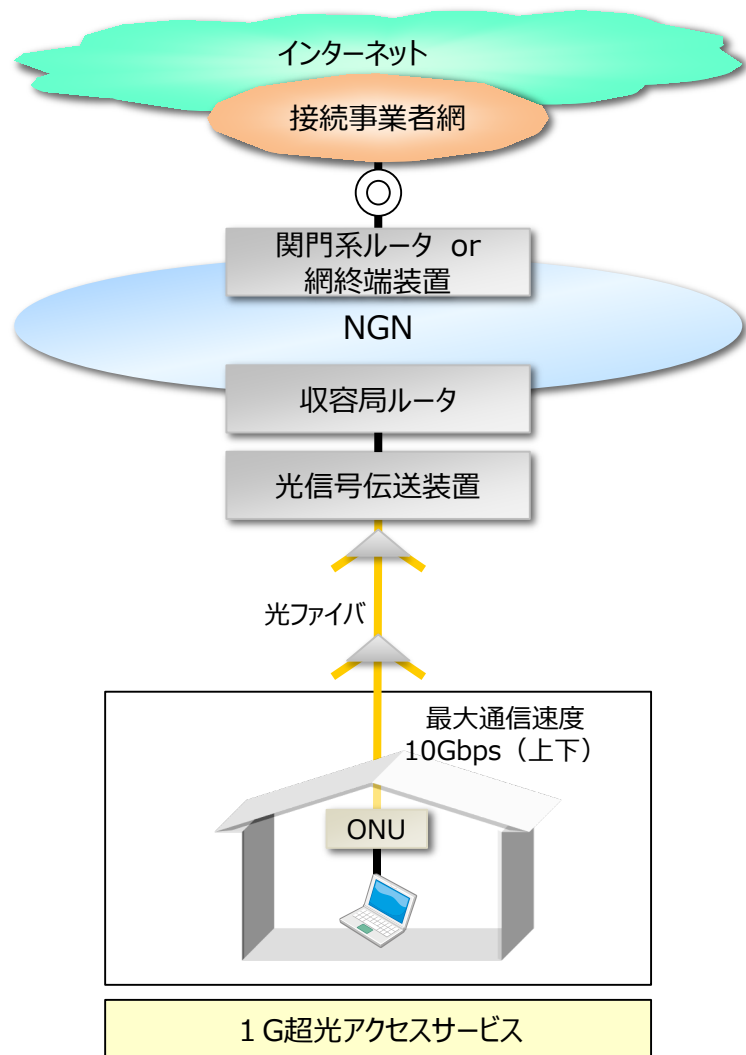 インターネット
接続事業者網
関門系ルータ or
網終端装置
NGN
収容局ルータ
光信号伝送装置
光ファイバ
最大通信速度
10Gbps（上下）
ONU
１G超光アクセスサービス